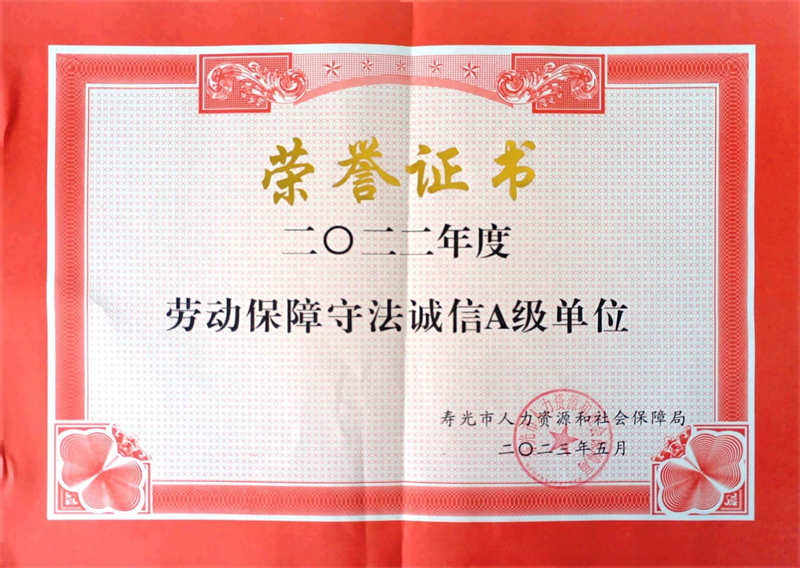 荣誉证书
二〇二二年度
劳动保障守法诚信A级单位
寿光市人力资源和社会保障局
二〇二三年五月